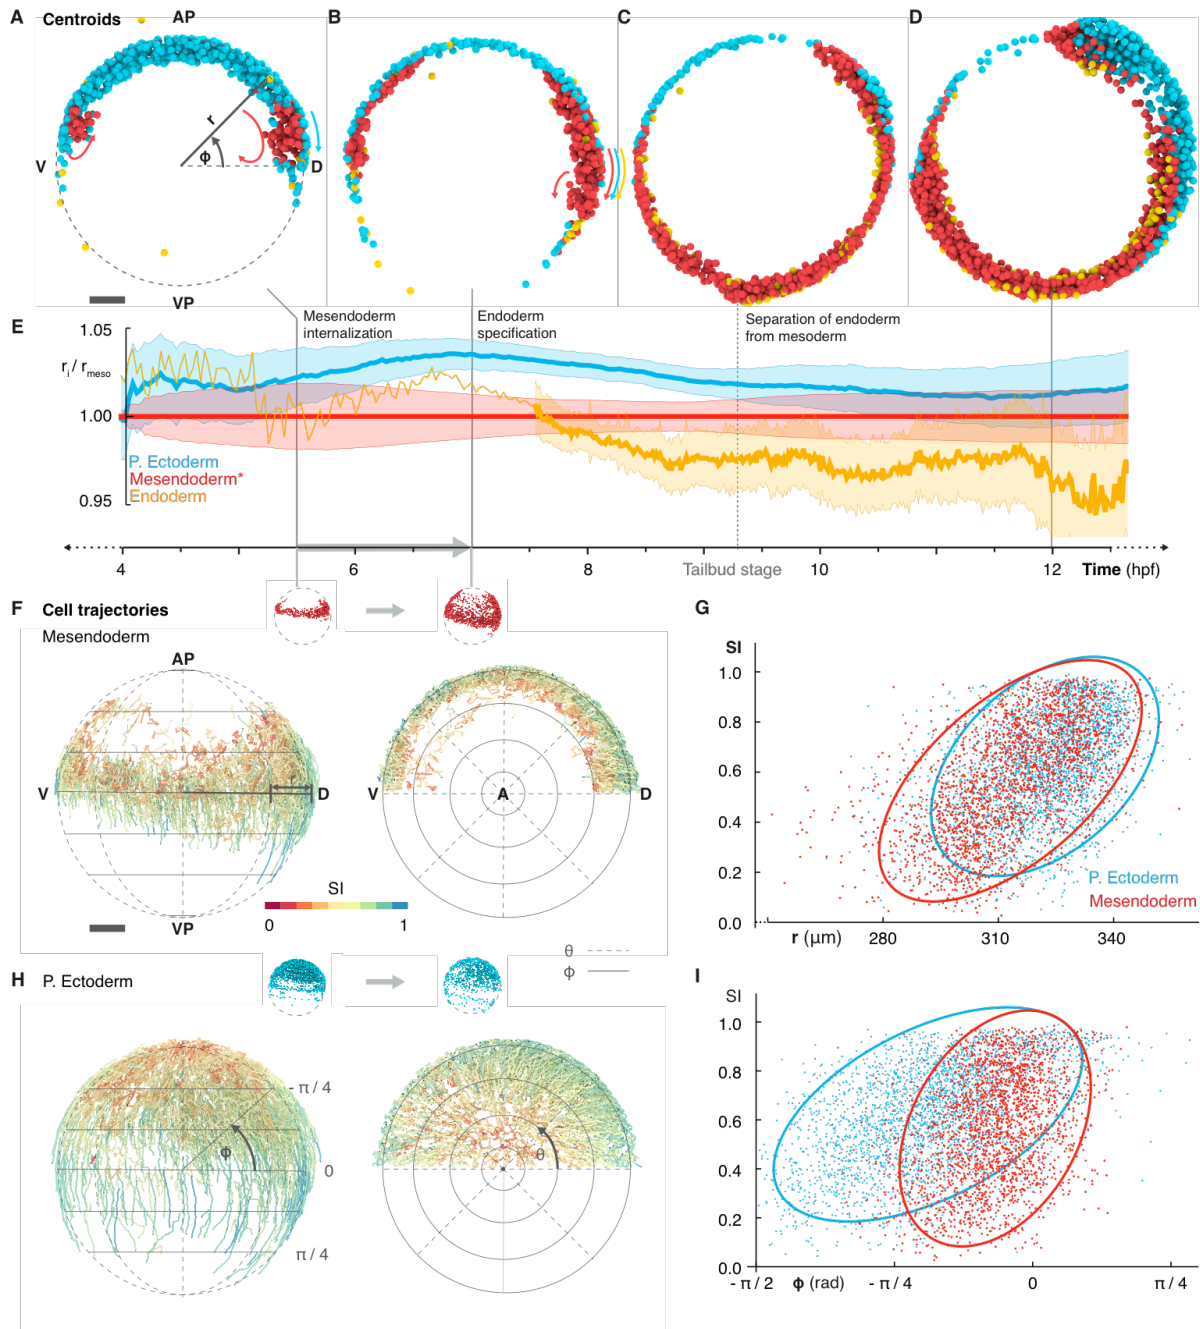 A Centroids AP B C D
r
ϕ
V D
VP
E 1.05
Mesendoderm internalization
Endoderm specification
Separation of endoderm from mesoderm
ri / rmeso
1.00
P. Ectoderm
Mesendoderm*
Endoderm
0.95
4 6 8 Tailbud stage 10 12 Time (hpf)
F Cell trajectories
Mesendoderm
AP
V r D V A D
SI
0 1
VP
θ
ϕ
G
SI
1.0
0.8
0.6
0.4
0.2
0.0
P. Ectoderm
Mesendoderm
r (μm) 280 310 340
H P. Ectoderm
- π / 4
ϕ
0
π / 4
θ
I
SI
1.0
0.8
0.6
0.4
0.2
0.0
- π / 2 ϕ (rad) - π / 4 0 π / 4